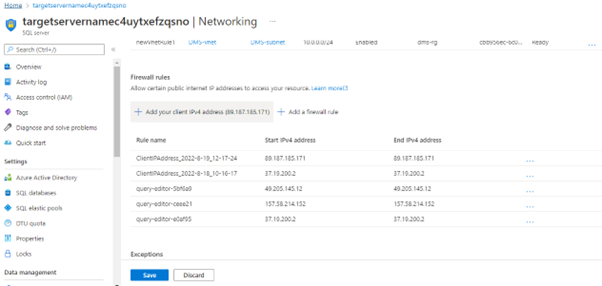 Home > targetservernamec4uytxefzqsno
targetservernamec4uytxefzqsno | Networking ...
SQL server
Search (Ctrl+/)
Overview
Activity log
Access control (IAM)
Tags
Diagnose and solve problems
Quick start
Settings
Azure Active Directory
SQL databases
SQL elastic pools
DTU quota
Properties
Locks
Data management
newVnetRule1 DMS-vnet DMS-subnet 10.0.0.0/24 Enabled dms-rg Ready ...
Firewall rules
Allow certain public internet IP addresses to access your resource. Learn more
+ Add your client IPv4 address (89.187.185.171) + Add a firewall rule
Rule name Start IPv4 address End IPv4 address
ClientIPAddress_2022-8-19_12-17-24 89.187.185.171 89.187.185.171 ...
ClientIPAddress_2022-8-18_10-16-17 37.19.200.2 37.19.200.2 ...
query-editor-5bf6a9 49.205.145.12 49.205.145.12 ...
query-editor-ceee21 157.58.214.152 157.58.214.152 ...
query-editor-e0af95 37.19.200.2 37.19.200.2 ...
Exceptions
Save Discard